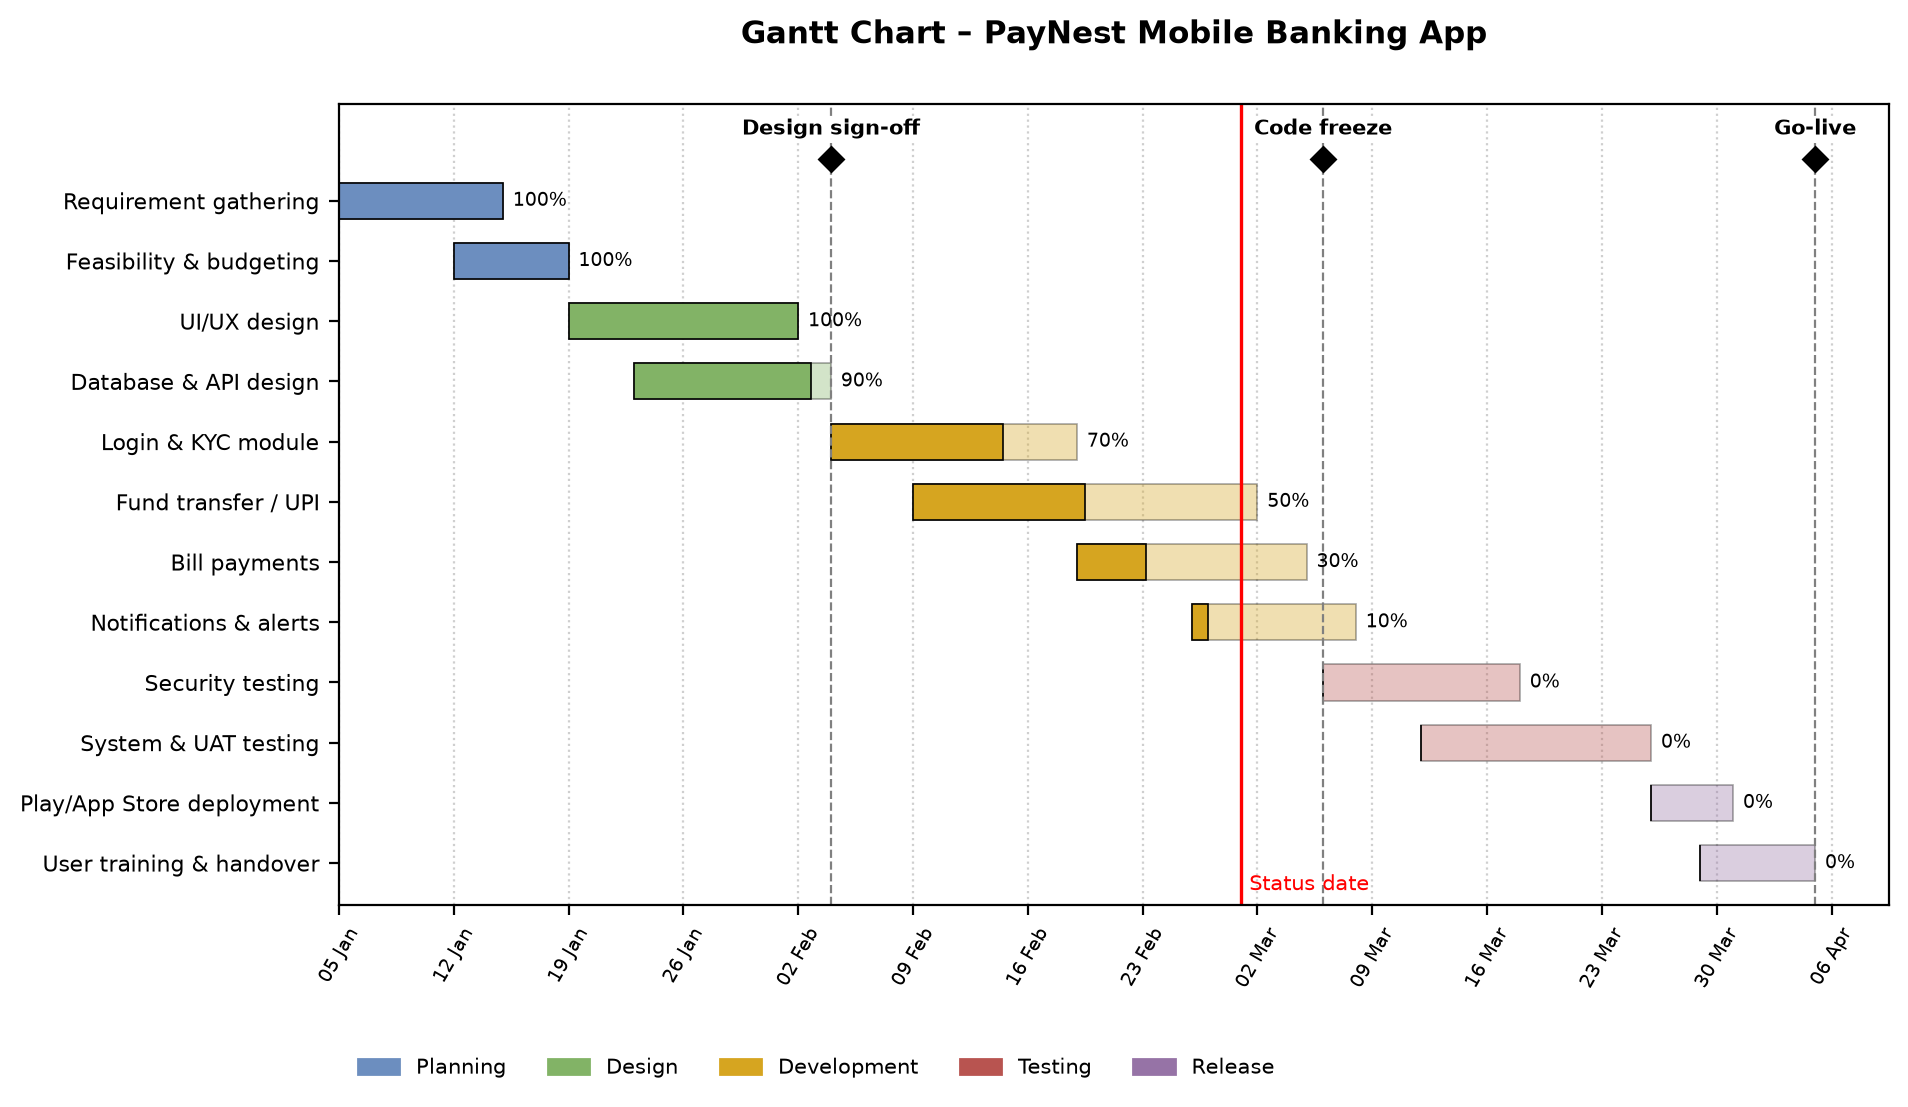 Gantt Chart – PayNest Mobile Banking App
Design sign-off
Code freeze
Go-live
Requirement gathering
100%
Feasibility & budgeting
100%
UI/UX design
100%
Database & API design
90%
Login & KYC module
70%
Fund transfer / UPI
50%
Bill payments
30%
Notifications & alerts
10%
Security testing
0%
System & UAT testing
0%
Play/App Store deployment
0%
User training & handover
0%
Status date
05 Jan
12 Jan
19 Jan
26 Jan
02 Feb
09 Feb
16 Feb
23 Feb
02 Mar
09 Mar
16 Mar
23 Mar
30 Mar
06 Apr
Planning
Design
Development
Testing
Release